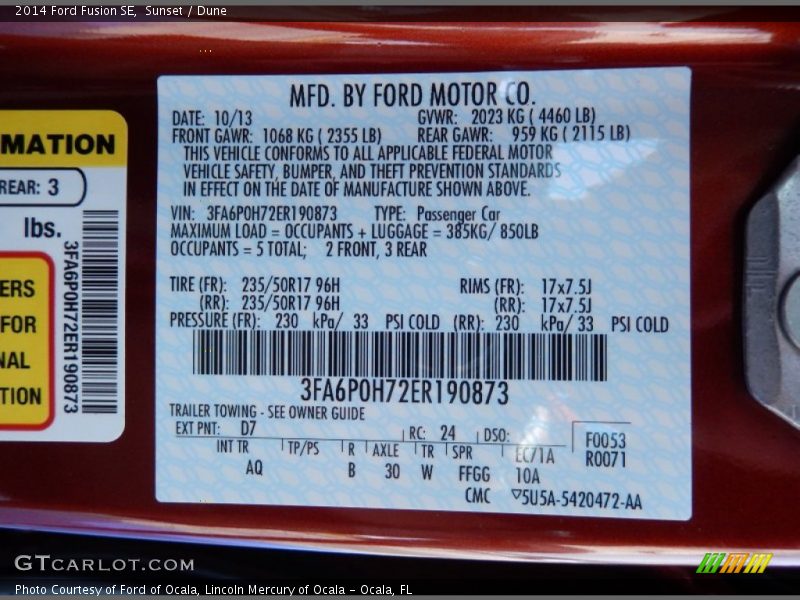 2014 Ford Fusion SE, Sunset / Dune
MATION
REAR: 3
lbs.
ERS
FOR
NAL
TION
3FA6P0H72ER190873
MFD. BY FORD MOTOR CO.
DATE: 10/13 GVWR: 2023 KG ( 4460 LB)
FRONT GAWR: 1068 KG ( 2355 LB) REAR GAWR: 959 KG ( 2115 LB)
THIS VEHICLE CONFORMS TO ALL APPLICABLE FEDERAL MOTOR
VEHICLE SAFETY, BUMPER, AND THEFT PREVENTION STANDARDS
IN EFFECT ON THE DATE OF MANUFACTURE SHOWN ABOVE.
VIN: 3FA6P0H72ER190873 TYPE: Passenger Car
MAXIMUM LOAD = OCCUPANTS + LUGGAGE = 385KG/ 850LB
OCCUPANTS = 5 TOTAL; 2 FRONT, 3 REAR
TIRE (FR): 235/50R17 96H RIMS (FR): 17x7.5J
(RR): 235/50R17 96H (RR): 17x7.5J
PRESSURE (FR): 230 kPa/ 33 PSI COLD (RR): 230 kPa/ 33 PSI COLD
3FA6P0H72ER190873
TRAILER TOWING - SEE OWNER GUIDE
EXT PNT: D7 RC: 24 DSO: F0053
INT TR TP/PS R AXLE TR SPR EC71A R0071
AQ B 30 W FFGG 10A
CMC ▽5U5A-5420472-AA
GTCARLOT.COM
Photo Courtesy of Ford of Ocala, Lincoln Mercury of Ocala - Ocala, FL